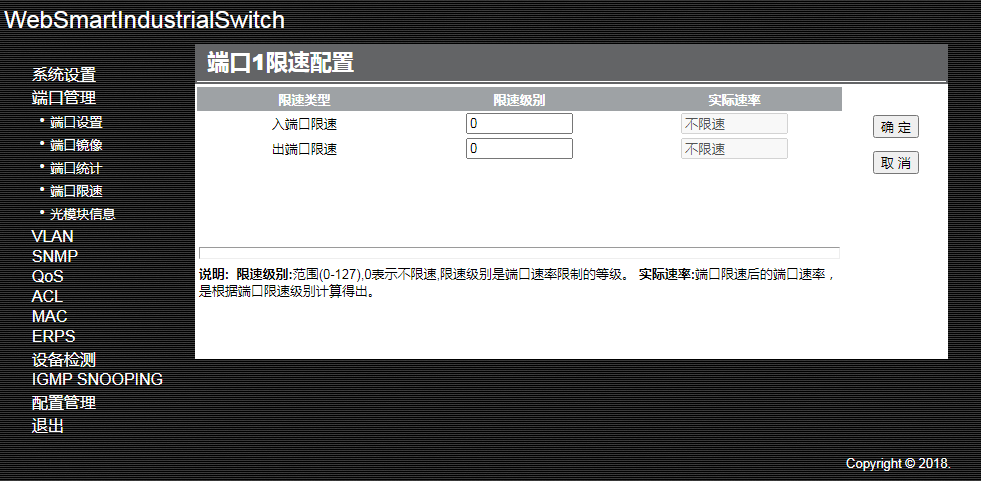 WebSmartIndustrialSwitch
系统设置
端口管理
• 端口设置
• 端口镜像
• 端口统计
• 端口限速
• 光模块信息
VLAN
SNMP
QoS
ACL
MAC
ERPS
设备检测
IGMP SNOOPING
配置管理
退出
端口1限速配置
限速类型 限速级别 实际速率
入端口限速 0 不限速
出端口限速 0 不限速
确 定
取 消
说明: 限速级别:范围(0-127),0表示不限速,限速级别是端口速率限制的等级。 实际速率:端口限速后的端口速率，
是根据端口限速级别计算得出。
Copyright © 2018.